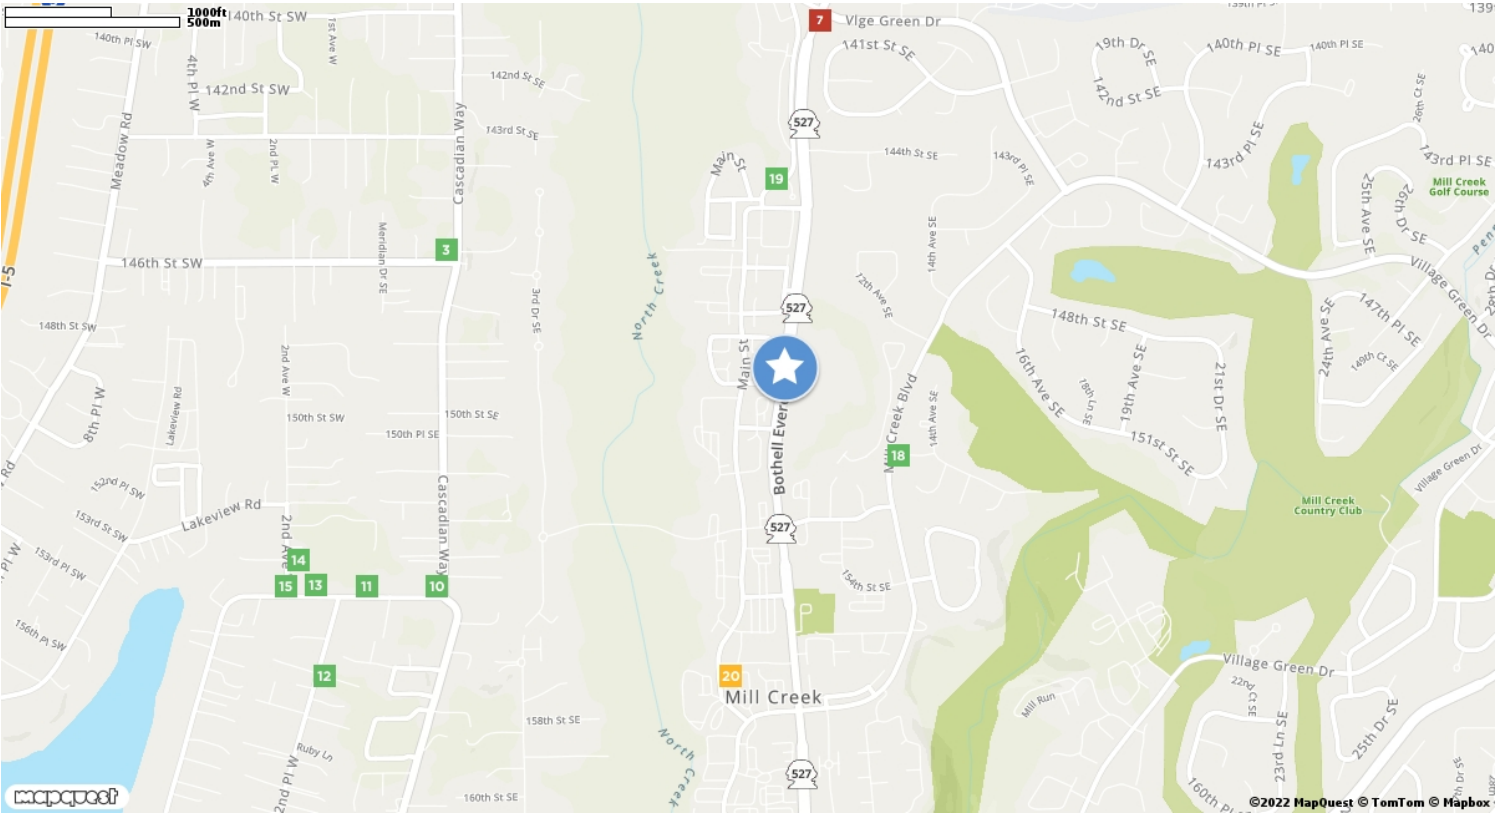 1000ft
500m
140th St SW
140th Pl SW
1st Ave W
4th Pl W
142nd St SW
142nd St SE
Meadow Rd
Cascadian Way
143rd St SE
4th Ave W
2nd PL W
Meridian Dr SE
3
146th St SW
I-5
3rd Dr SE
148th St SW
2nd Ave W
8th Pl W
Lakeview Rd
150th St SW
150th St SE
150th Pl SE
152nd Pl SW
Lakeview Rd
153rd St SW
153rd Pl SW
2nd Ave
Cascadian Way
14
15
13
11
10
156th Pl SW
12
158th St SE
Ruby Ln
2nd Pl W
160th St SE
mapquest
North Creek
North Creek
7
Vlge Green Dr
141st St SE
527
Main St
19
144th St SE
143rd Pl SE
527
14th Ave SE
Main St
Bothell Ever
Creek Blvd
14th Ave SE
18
527
154th St SE
P
20
Mill Creek
527
19th Dr SE
142nd St SE
140th Pl SE
140th Pl SE
139
140
26th Ct SE
143rd Pl SE
143rd Pl SE
Mill Creek
Golf Course
25th Ave SE
26th Dr SE
Village Green Dr
28th Dr
148th St SE
16th Ave SE
19th Ave SE
21st Dr SE
151st St SE
24th Ave SE
147th Pl SE
149th Ct SE
Village Green Dr
Mill Creek
Country Club
Village Green Dr
22nd Ct SE
Mill Run
23rd Ln SE
25th Dr SE
160th Pl
©2022 MapQuest © TomTom © Mapbox